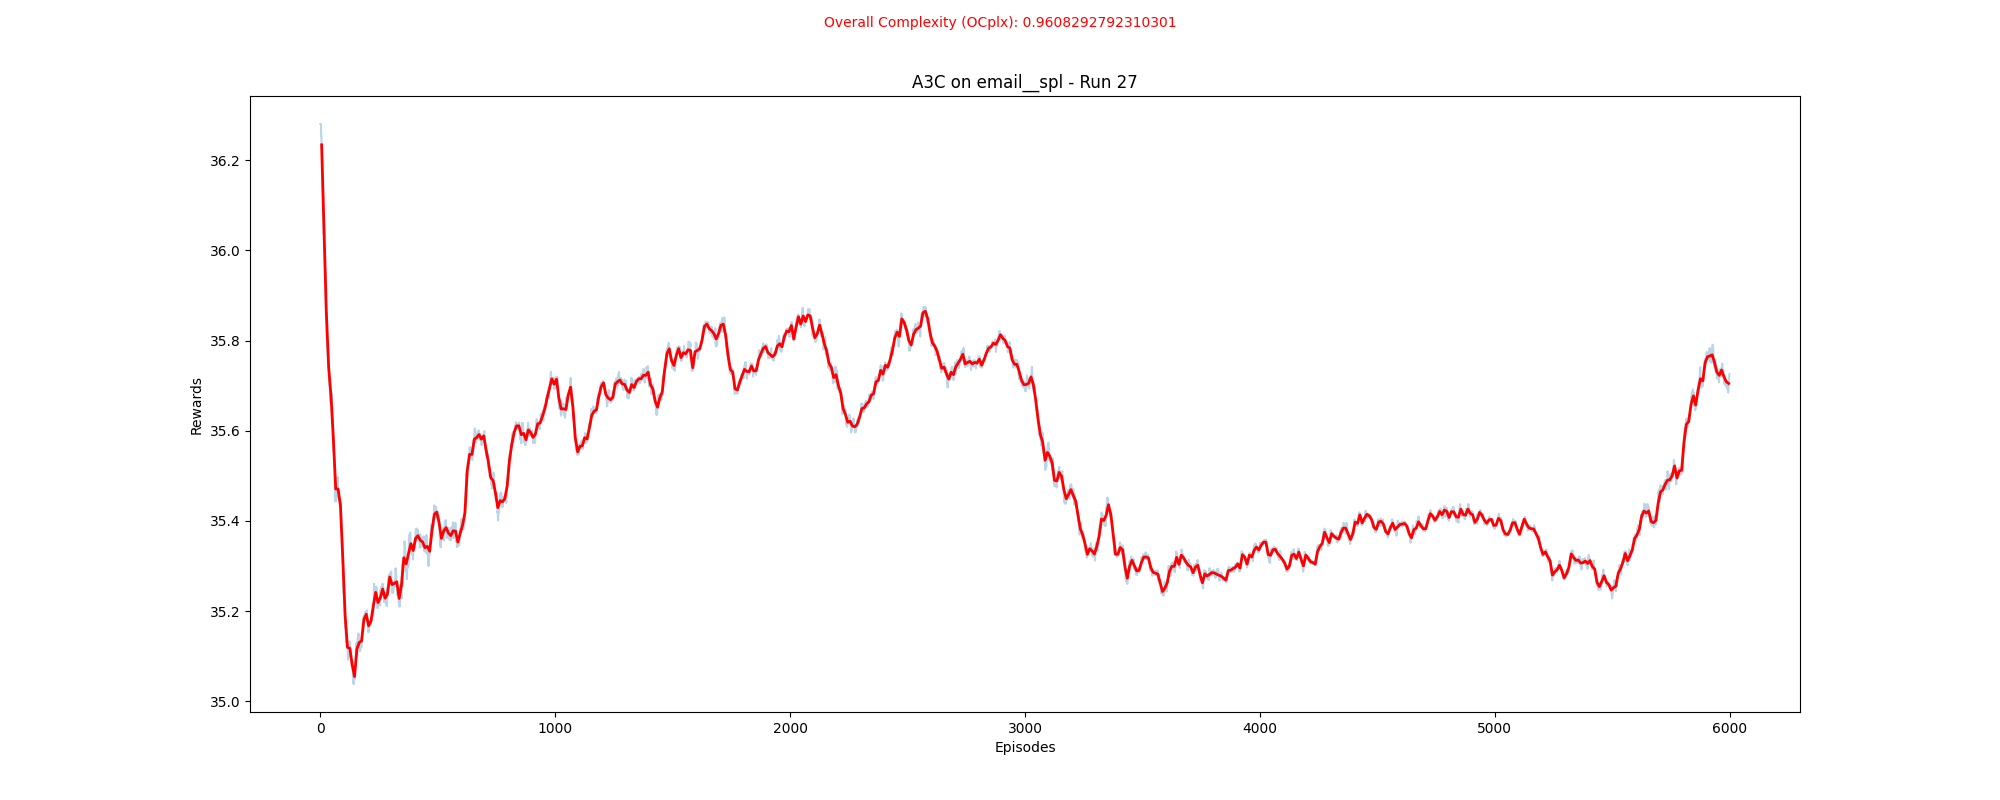 Overall Complexity (OCplx): 0.9608292792310301
A3C on email__spl - Run 27
Rewards
36.2
36.0
35.8
35.6
35.4
35.2
35.0
0 1000 2000 3000 4000 5000 6000
Episodes